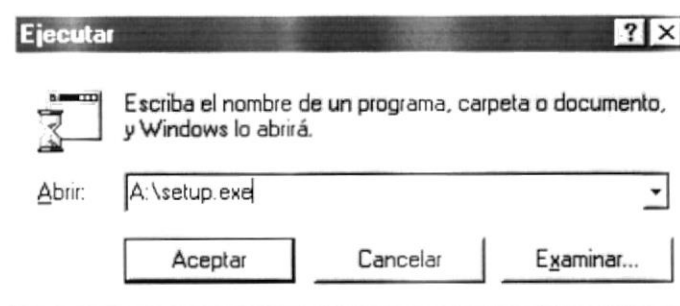 Ejecutar
Escriba el nombre de un programa, carpeta o documento,
y Windows lo abrirá.
Abrir: A:\setup.exe
Aceptar Cancelar Examinar...